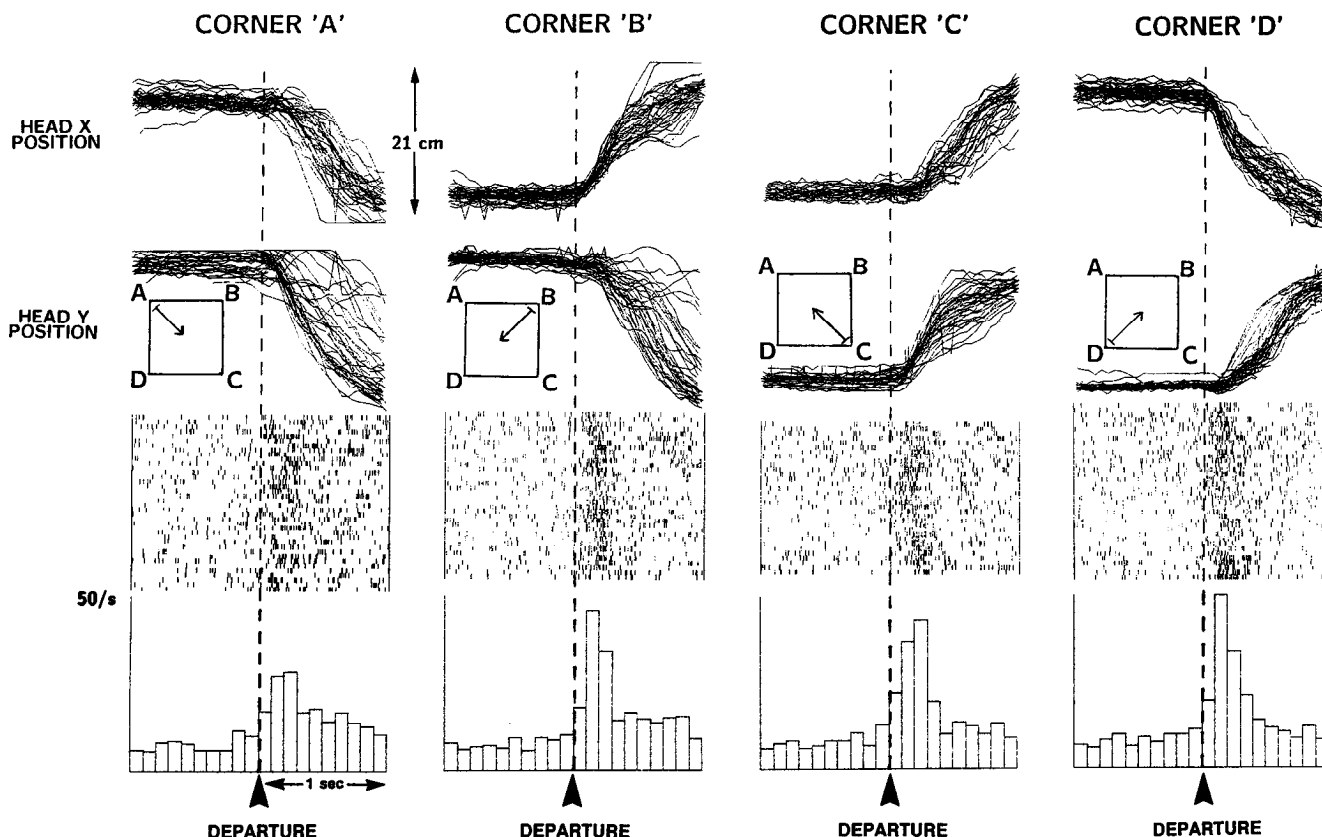 CORNER 'A' CORNER 'B' CORNER 'C' CORNER 'D'
HEAD X
POSITION
21 cm
HEAD Y
POSITION
A B
D C
A B
D C
A B
D C
A B
D C
50/s
1 sec
DEPARTURE DEPARTURE DEPARTURE DEPARTURE